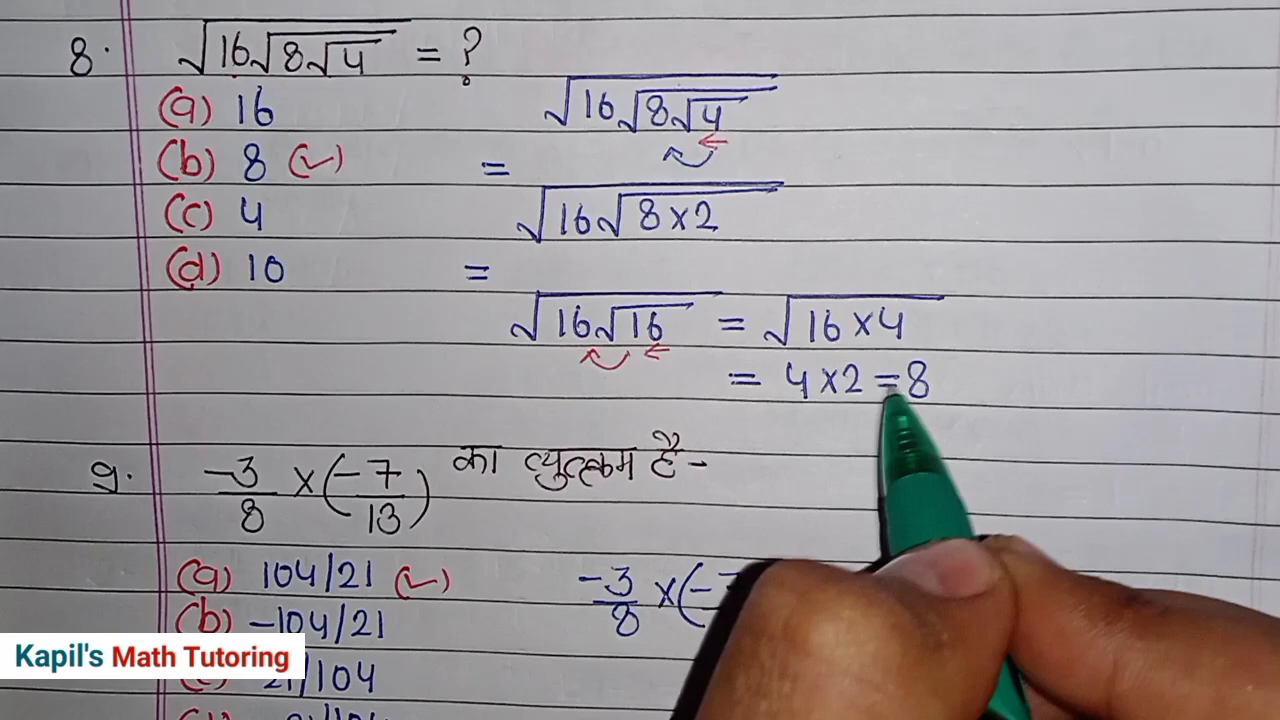 8. √16√8√4 = ?
(a) 16
(b) 8 (✓)
(c) 4
(d) 10
√16√8√4
= √16√8×2
= √16√16 = √16×4
= 4×2=8
9. -3/8 × (-7/13) का व्युत्क्रम है-
(a) 104/21 (✓)
(b) -104/21
21/104
-3/8 ×(-
Kapil's Math Tutoring